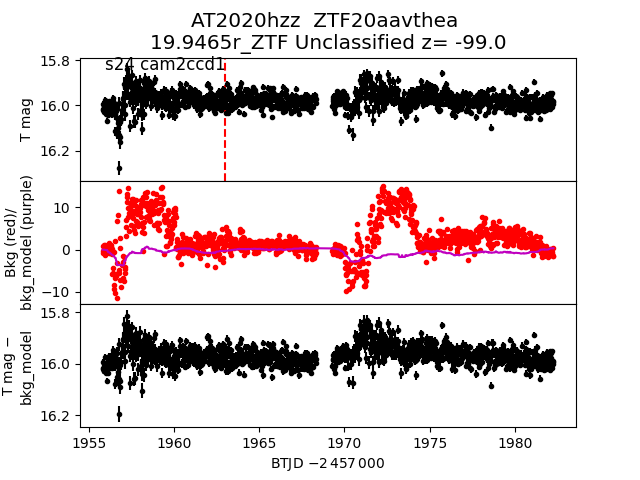 AT2020hzz  ZTF20aavthea
19.9465r_ZTF Unclassified z= -99.0
s24 cam2ccd1
15.8
16.0
16.2
T mag
10
0
−10
Bkg (red)/
bkg_model (purple)
15.8
16.0
16.2
T mag −
bkg_model
1955
1960
1965
1970
1975
1980
BTJD −2 457 000